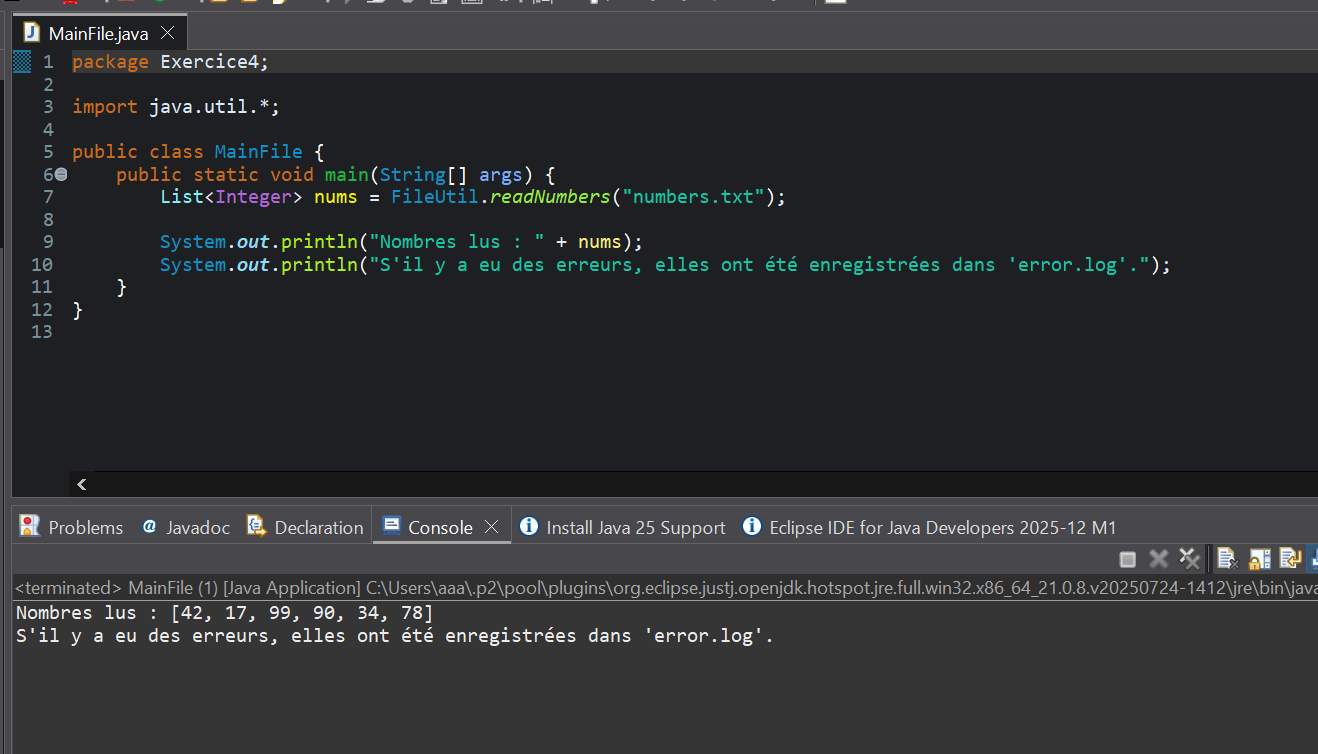 MainFile.java
1 package Exercice4;
2
3 import java.util.*;
4
5 public class MainFile {
6 public static void main(String[] args) {
7 List<Integer> nums = FileUtil.readNumbers("numbers.txt");
8
9 System.out.println("Nombres lus : " + nums);
10 System.out.println("S'il y a eu des erreurs, elles ont été enregistrées dans 'error.log'.");
11 }
12 }
13
Problems @ Javadoc Declaration Console Install Java 25 Support Eclipse IDE for Java Developers 2025-12 M1
<terminated> MainFile (1) [Java Application] C:\Users\aaa\.p2\pool\plugins\org.eclipse.justj.openjdk.hotspot.jre.full.win32.x86_64_21.0.8.v20250724-1412\jre\bin\java
Nombres lus : [42, 17, 99, 90, 34, 78]
S'il y a eu des erreurs, elles ont été enregistrées dans 'error.log'.